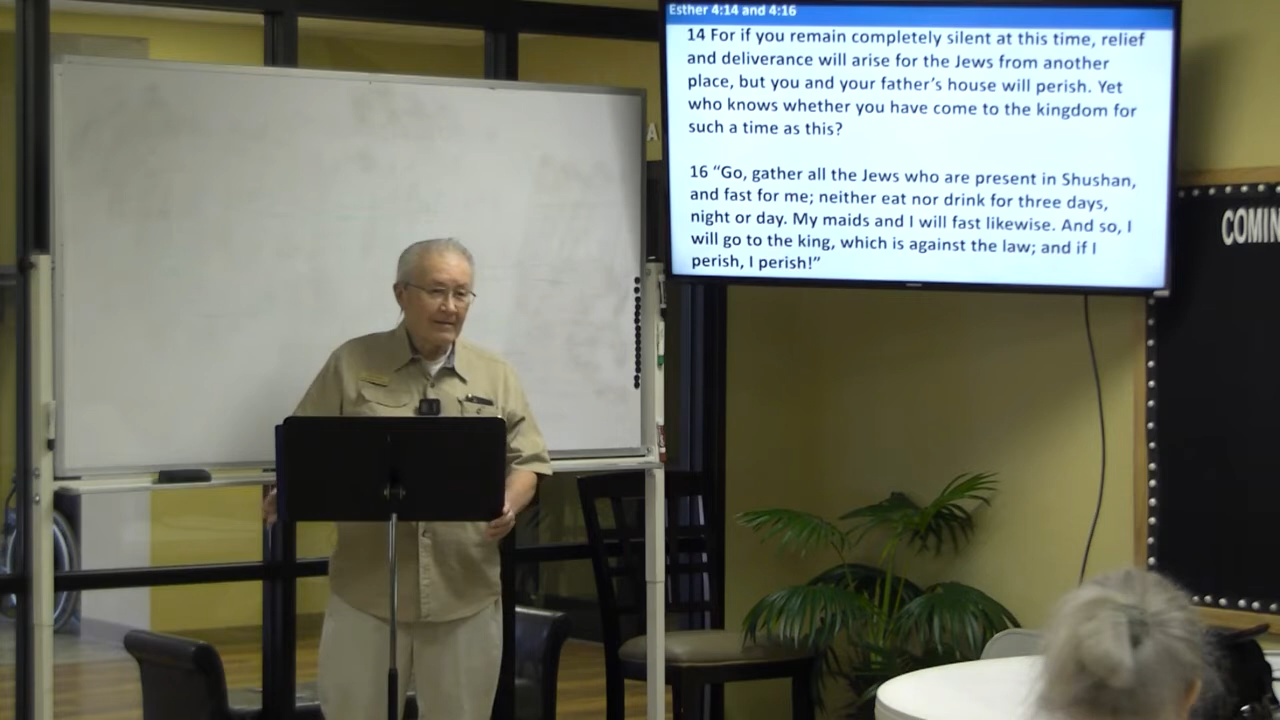 Esther 4:14 and 4:16
14 For if you remain completely silent at this time, relief
and deliverance will arise for the Jews from another
place, but you and your father's house will perish. Yet
who knows whether you have come to the kingdom for
such a time as this?
16 “Go, gather all the Jews who are present in Shushan,
and fast for me; neither eat nor drink for three days,
night or day. My maids and I will fast likewise. And so, I
will go to the king, which is against the law; and if I
perish, I perish!”
A
COMIN